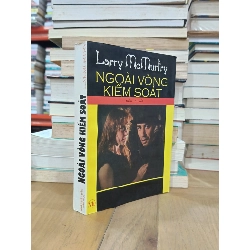 Larry McMurtry
NGOÀI VÒNG
KIỂM SOÁT
NGOÀI VÒNG KIỂM SOÁT